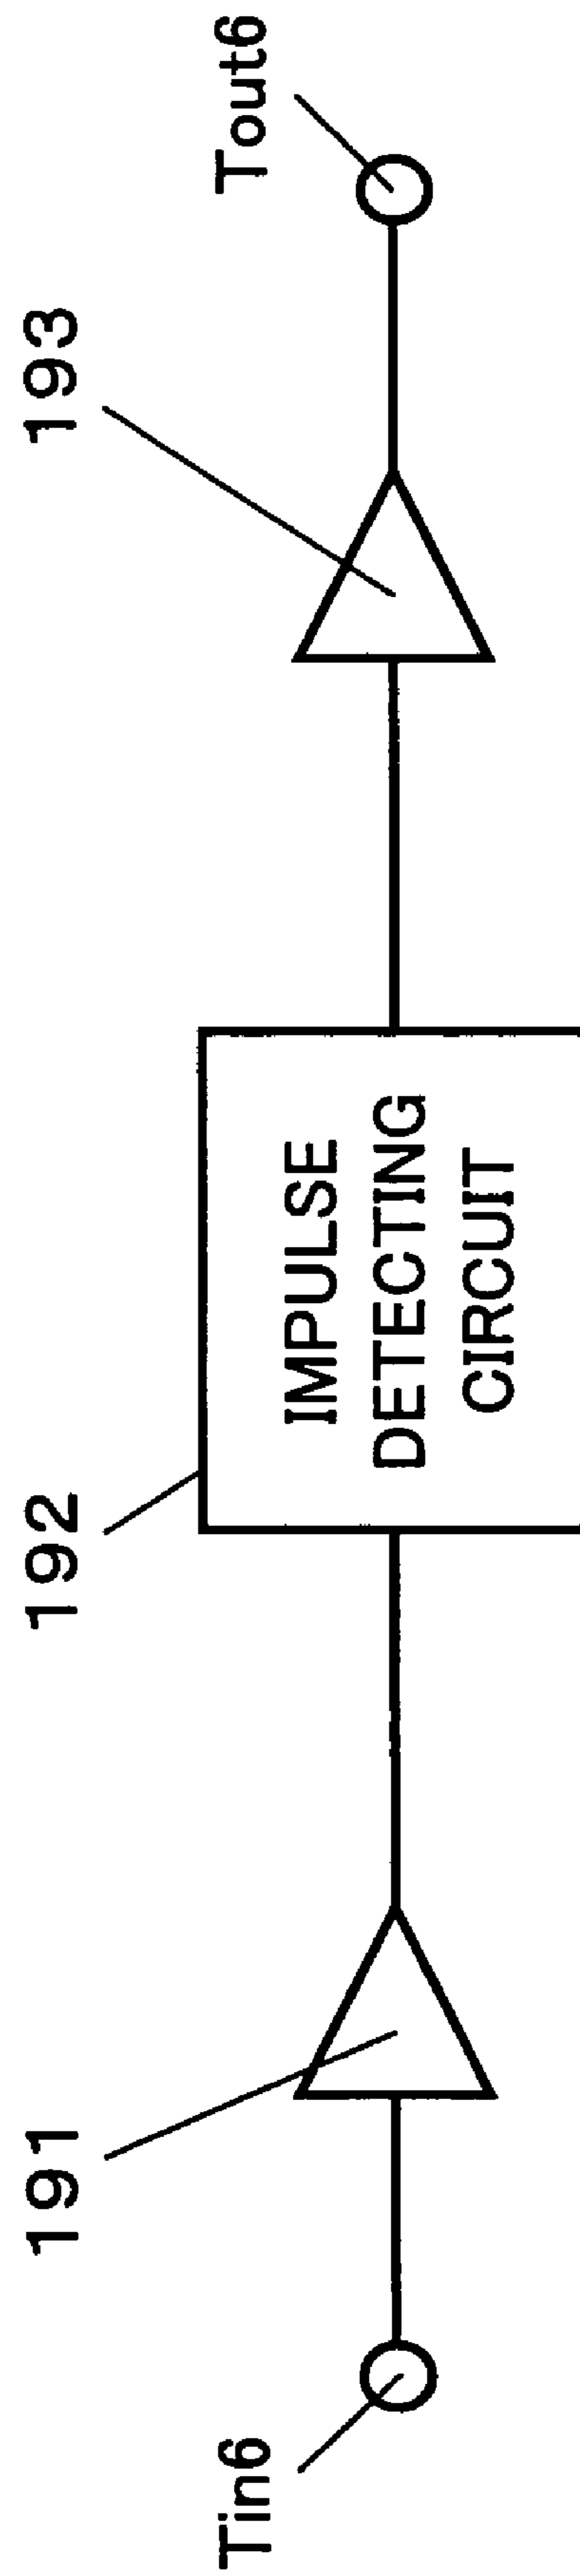 191
192
193
Tin6
IMPULSE
DETECTING
CIRCUIT
Tout6